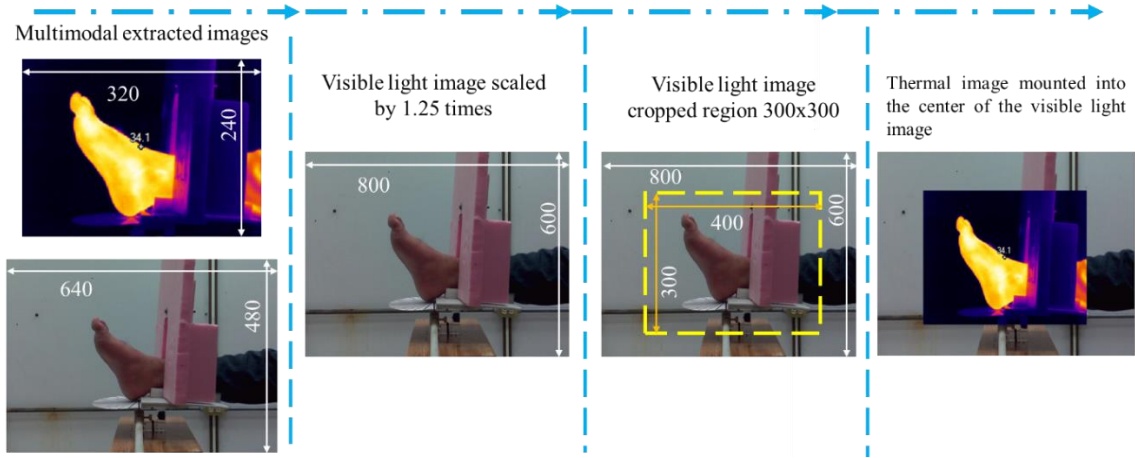 Multimodal extracted images
320
240
34.1
640
480
Visible light image scaled
by 1.25 times
800
600
Visible light image
cropped region 300x300
800
600
400
300
Thermal image mounted into
the center of the visible light
image
34.1